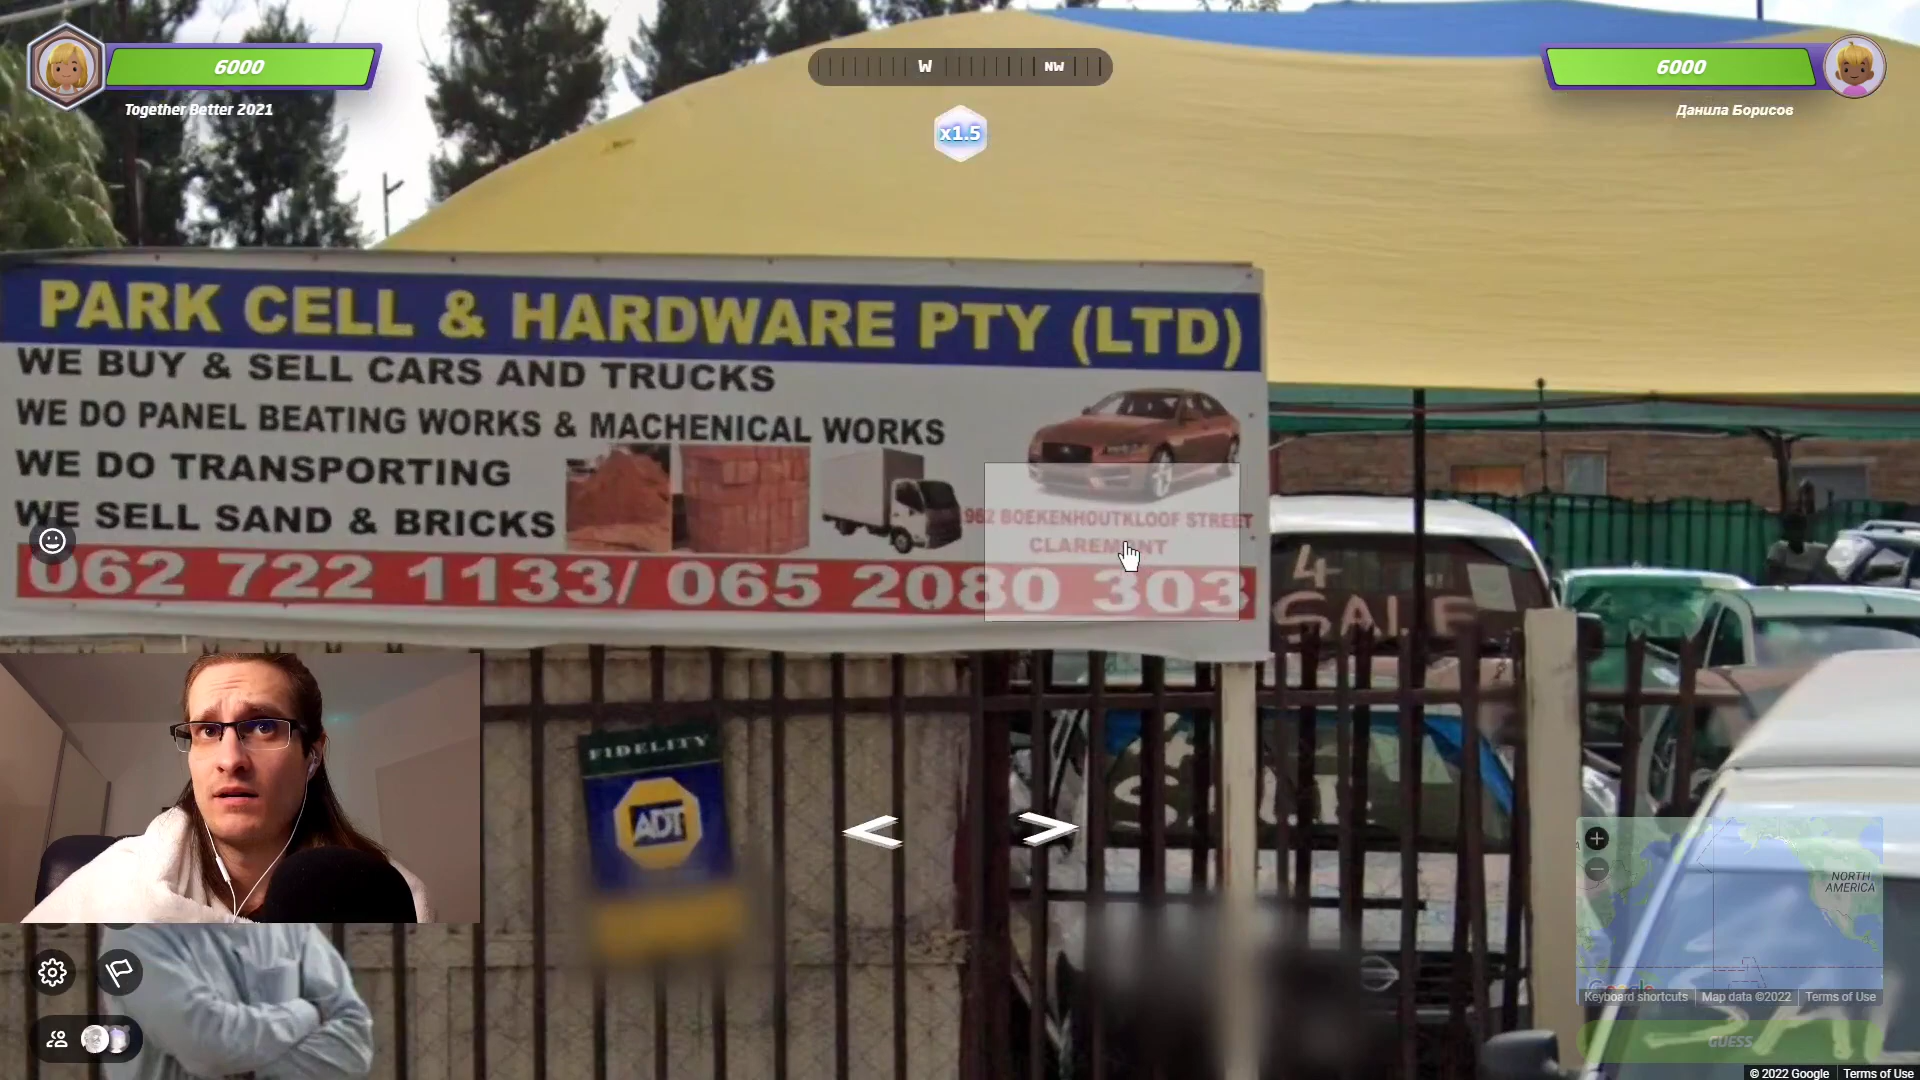 6000
Together Better 2021
W
NW
x1.5
6000
Данила Борисов
PARK CELL & HARDWARE PTY (LTD)
WE BUY & SELL CARS AND TRUCKS
WE DO PANEL BEATING WORKS & MACHENICAL WORKS
WE DO TRANSPORTING
WE SELL SAND & BRICKS
982 BOEKENHOUTKLOOF STREET
CLAREMONT
062 722 1133/ 065 2080 303
4
SALE
FIDELITY
ADT
NORTH
AMERICA
Google
Keyboard shortcuts
Map data ©2022
Terms of Use
GUESS
© 2022 Google
Terms of Use